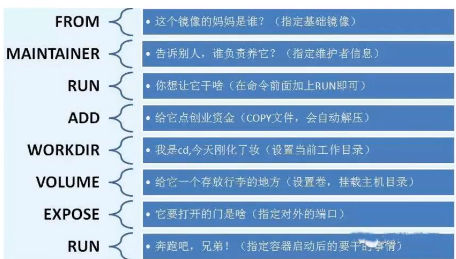 FROM
• 这个镜像的妈妈是谁？（指定基础镜像）
MAINTAINER
• 告诉别人，谁负责养它？（指定维护者信息）
RUN
• 你想让它干啥（在命令前面加上RUN即可）
ADD
• 给它点创业资金（COPY文件，会自动解压）
WORKDIR
• 我是cd,今天刚化了妆（设置当前工作目录）
VOLUME
• 给它一个存放行李的地方（设置卷，挂载主机目录）
EXPOSE
• 它要打开的门是啥（指定对外的端口）
RUN
• 奔跑吧，兄弟！（指定容器启动后的要干的事情）